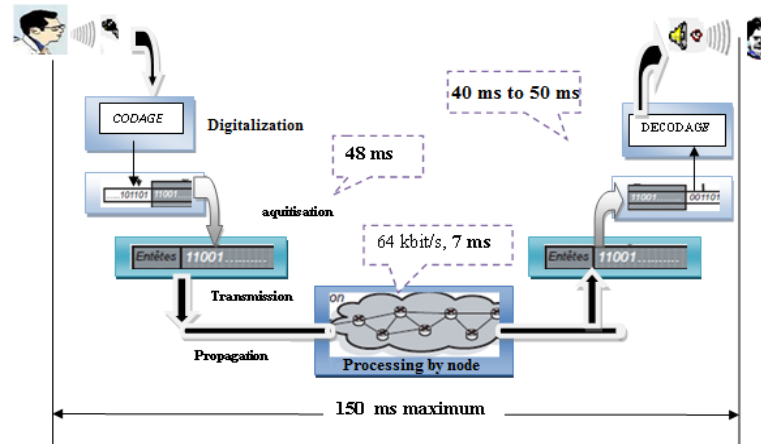 CODAGE
Digitalization
40 ms to 50 ms
DECODAGE
48 ms
....101101 11001....
11001.......... 001101
aquitisation
64 kbit/s, 7 ms
Entêtes 11001..........
Entêtes 11001..........
Transmission
on
Propagation
Processing by node
150 ms maximum